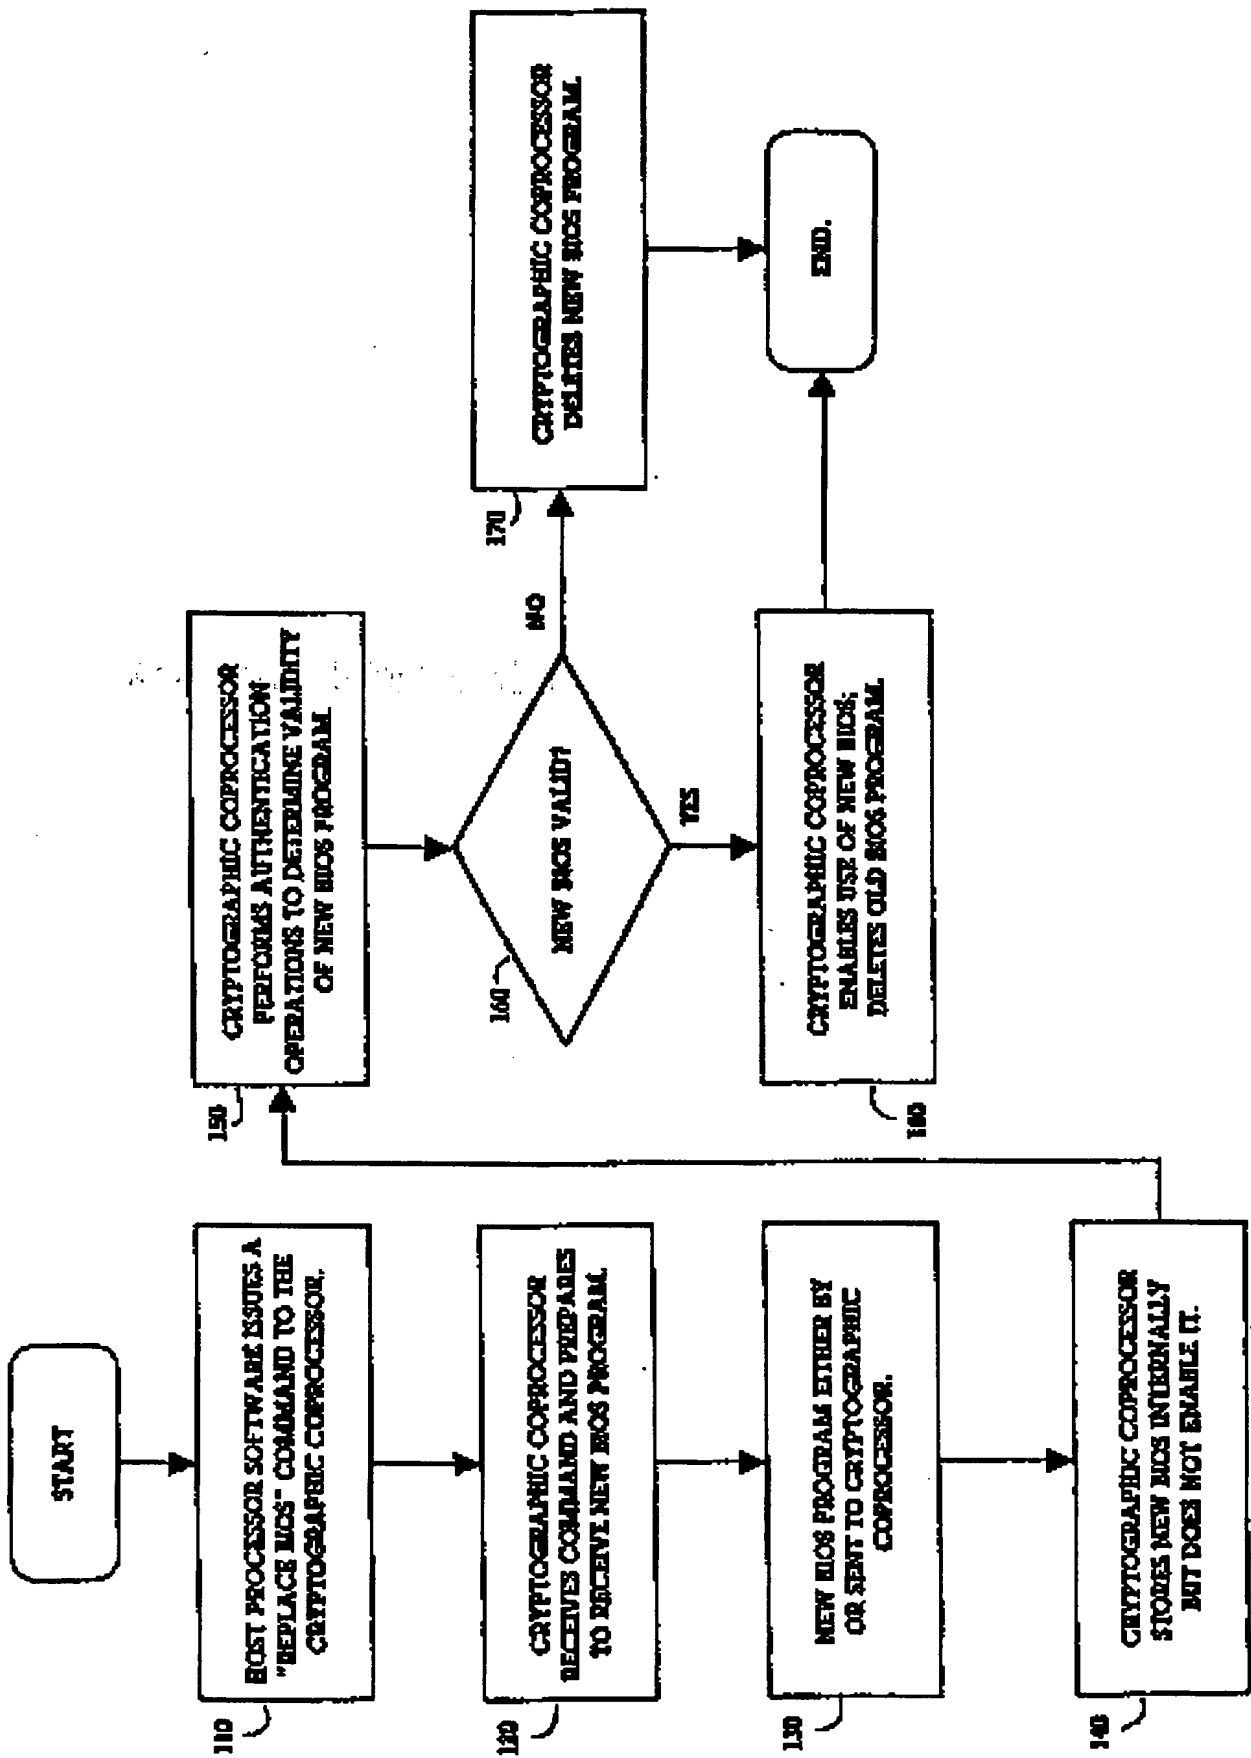 START
HOST PROCESSOR SOFTWARE ISSUES A
"REPLACE BIOS" COMMAND TO THE
CRYPTOGRAPHIC COPROCESSOR.
110
CRYPTOGRAPHIC COPROCESSOR
RECEIVES COMMAND AND PREPARES
TO RECEIVE NEW BIOS PROGRAM.
120
NEW BIOS PROGRAM EITHER BY
OR SENT TO CRYPTOGRAPHIC
COPROCESSOR.
130
CRYPTOGRAPHIC COPROCESSOR
STORES NEW BIOS INTERNALLY
BUT DOES NOT ENABLE IT.
140
CRYPTOGRAPHIC COPROCESSOR
PERFORMS AUTHENTICATION
OPERATIONS TO DETERMINE VALIDITY
OF NEW BIOS PROGRAM.
150
NEW BIOS VALID?
160
NO
YES
CRYPTOGRAPHIC COPROCESSOR
DELETES NEW BIOS PROGRAM.
170
CRYPTOGRAPHIC COPROCESSOR
ENABLES USE OF NEW BIOS;
DELETES OLD BIOS PROGRAM.
180
END.